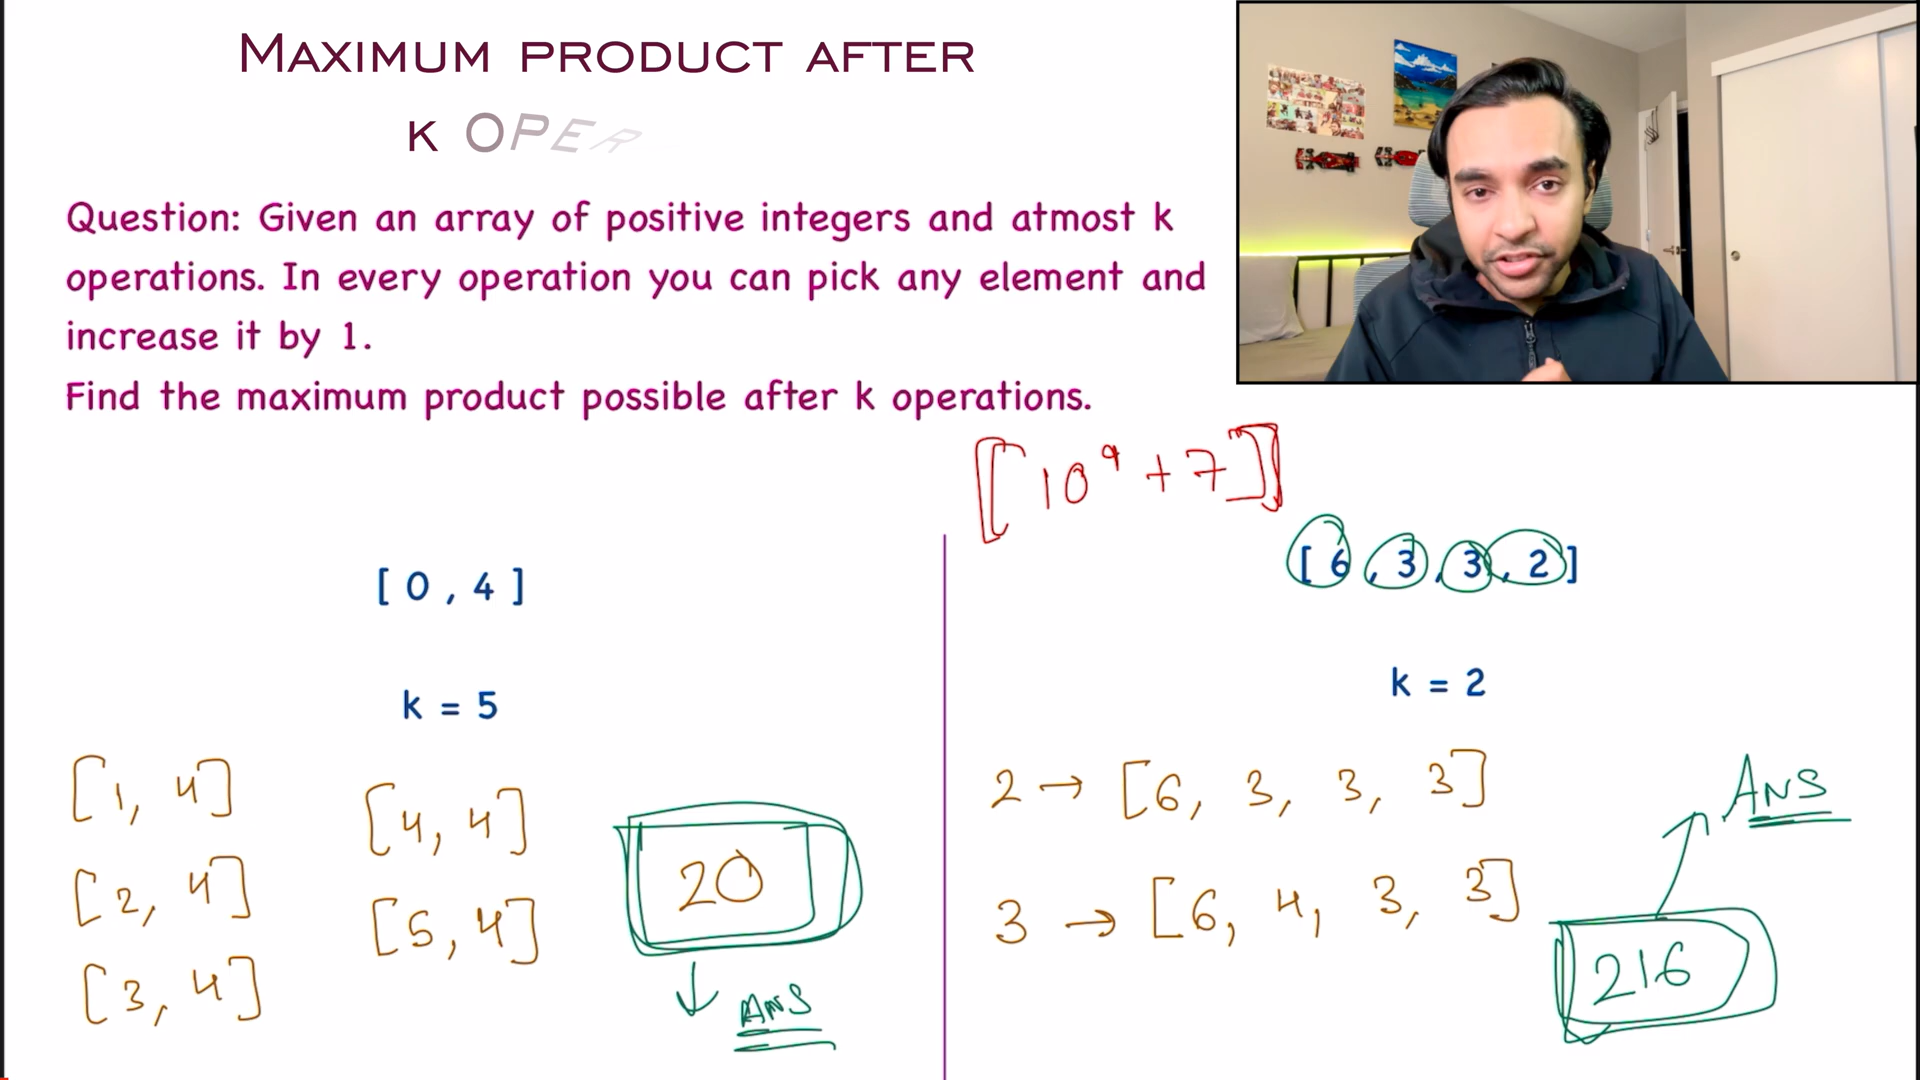 MAXIMUM PRODUCT AFTER
K OPER
Question: Given an array of positive integers and atmost k
operations. In every operation you can pick any element and
increase it by 1.
Find the maximum product possible after k operations.
[[10⁹ + 7]]
[ 0 , 4 ]
k = 5
[1, 4]
[2, 4]
[3, 4]
[4, 4]
[5, 4]
20
↓ ANS
[ 6 , 3 , 3 , 2 ]
k = 2
2 → [6, 3, 3, 3]
3 → [6, 4, 3, 3]
ANS
216